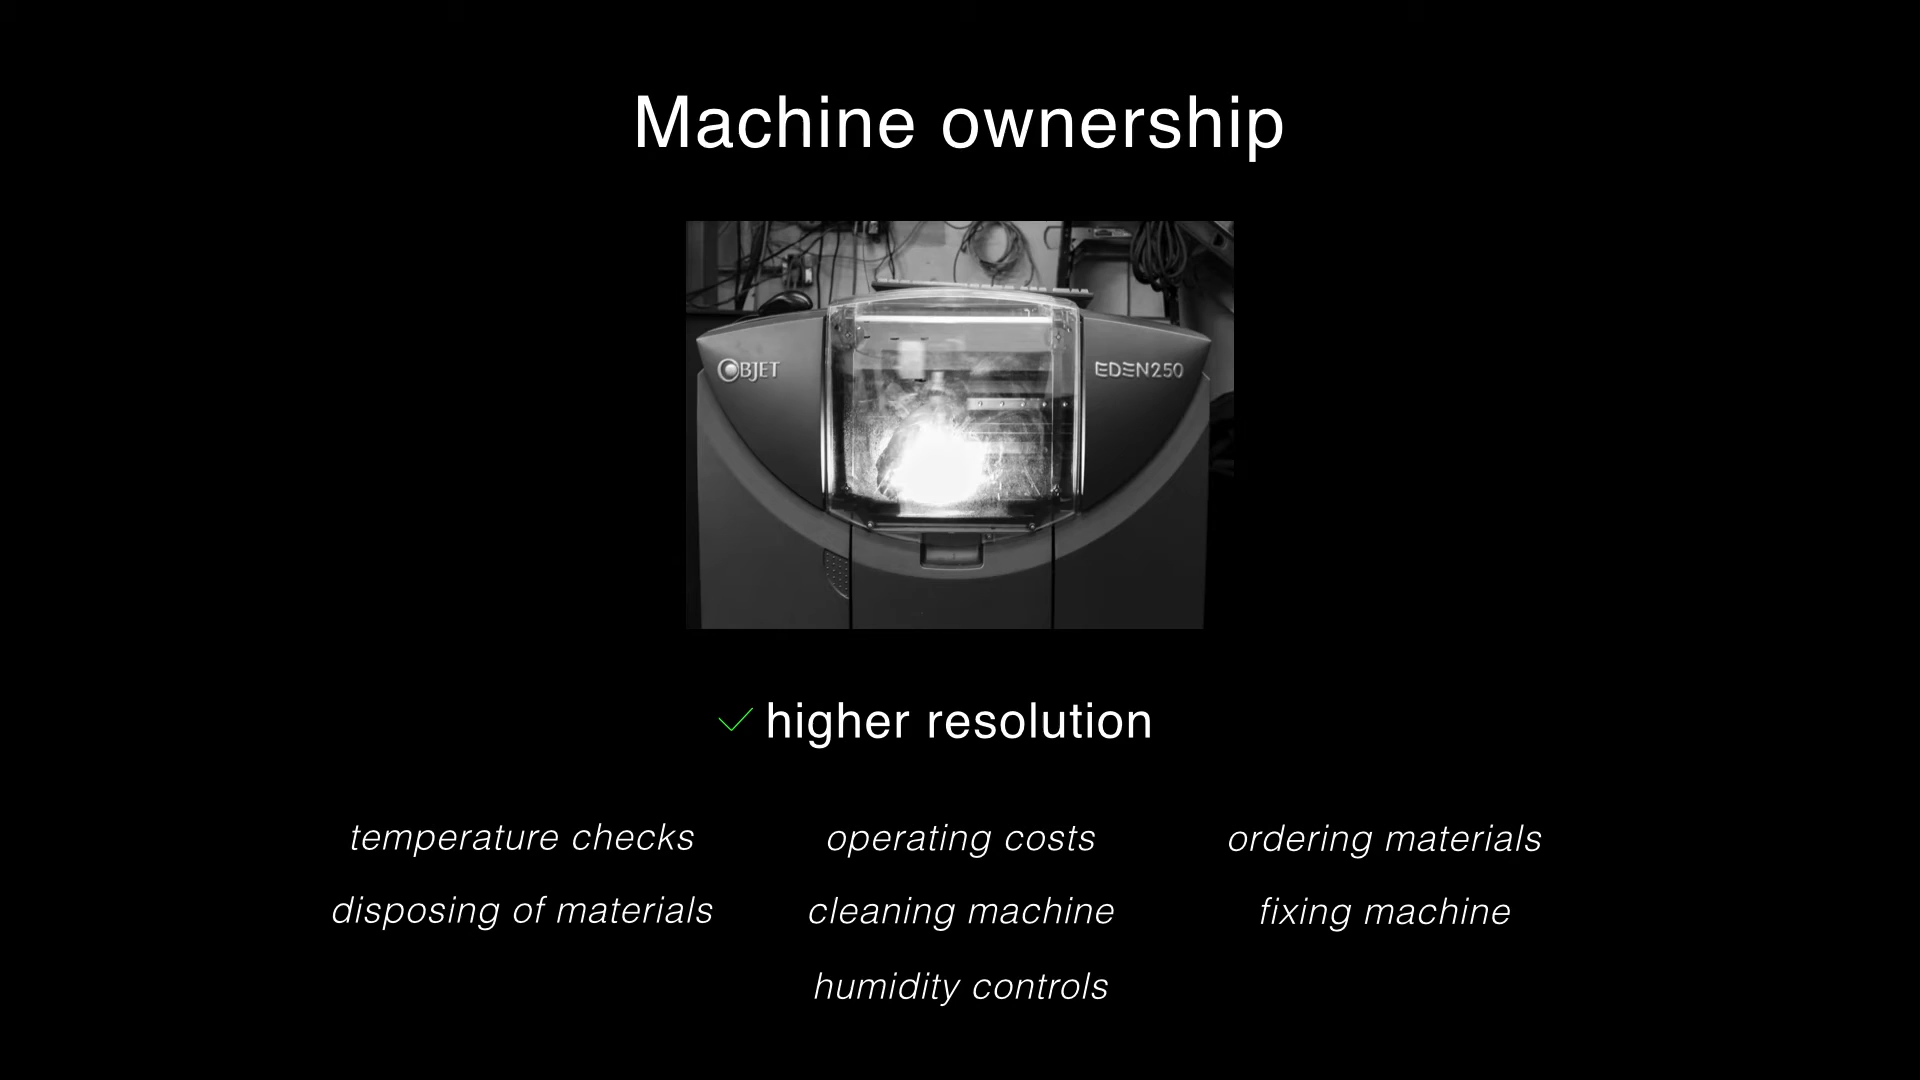 Machine ownership
OBJET
EDEN250
higher resolution
temperature checks
operating costs
ordering materials
disposing of materials
cleaning machine
fixing machine
humidity controls